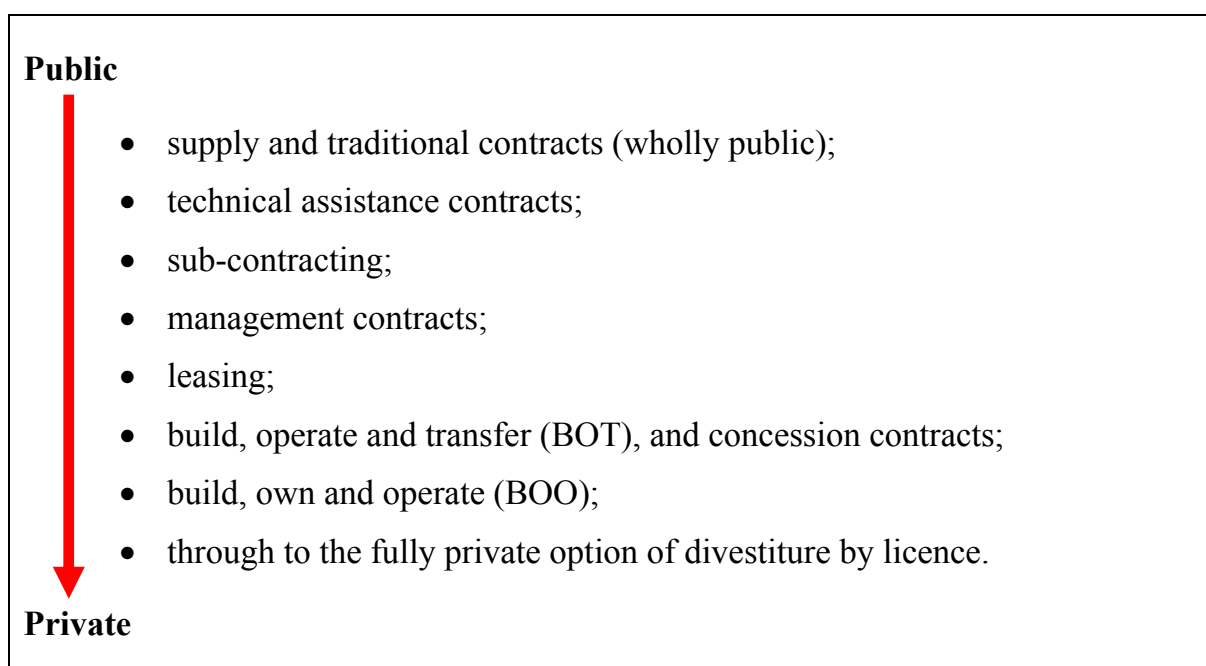 Public
• supply and traditional contracts (wholly public);
• technical assistance contracts;
• sub-contracting;
• management contracts;
• leasing;
• build, operate and transfer (BOT), and concession contracts;
• build, own and operate (BOO);
• through to the fully private option of divestiture by licence.
Private